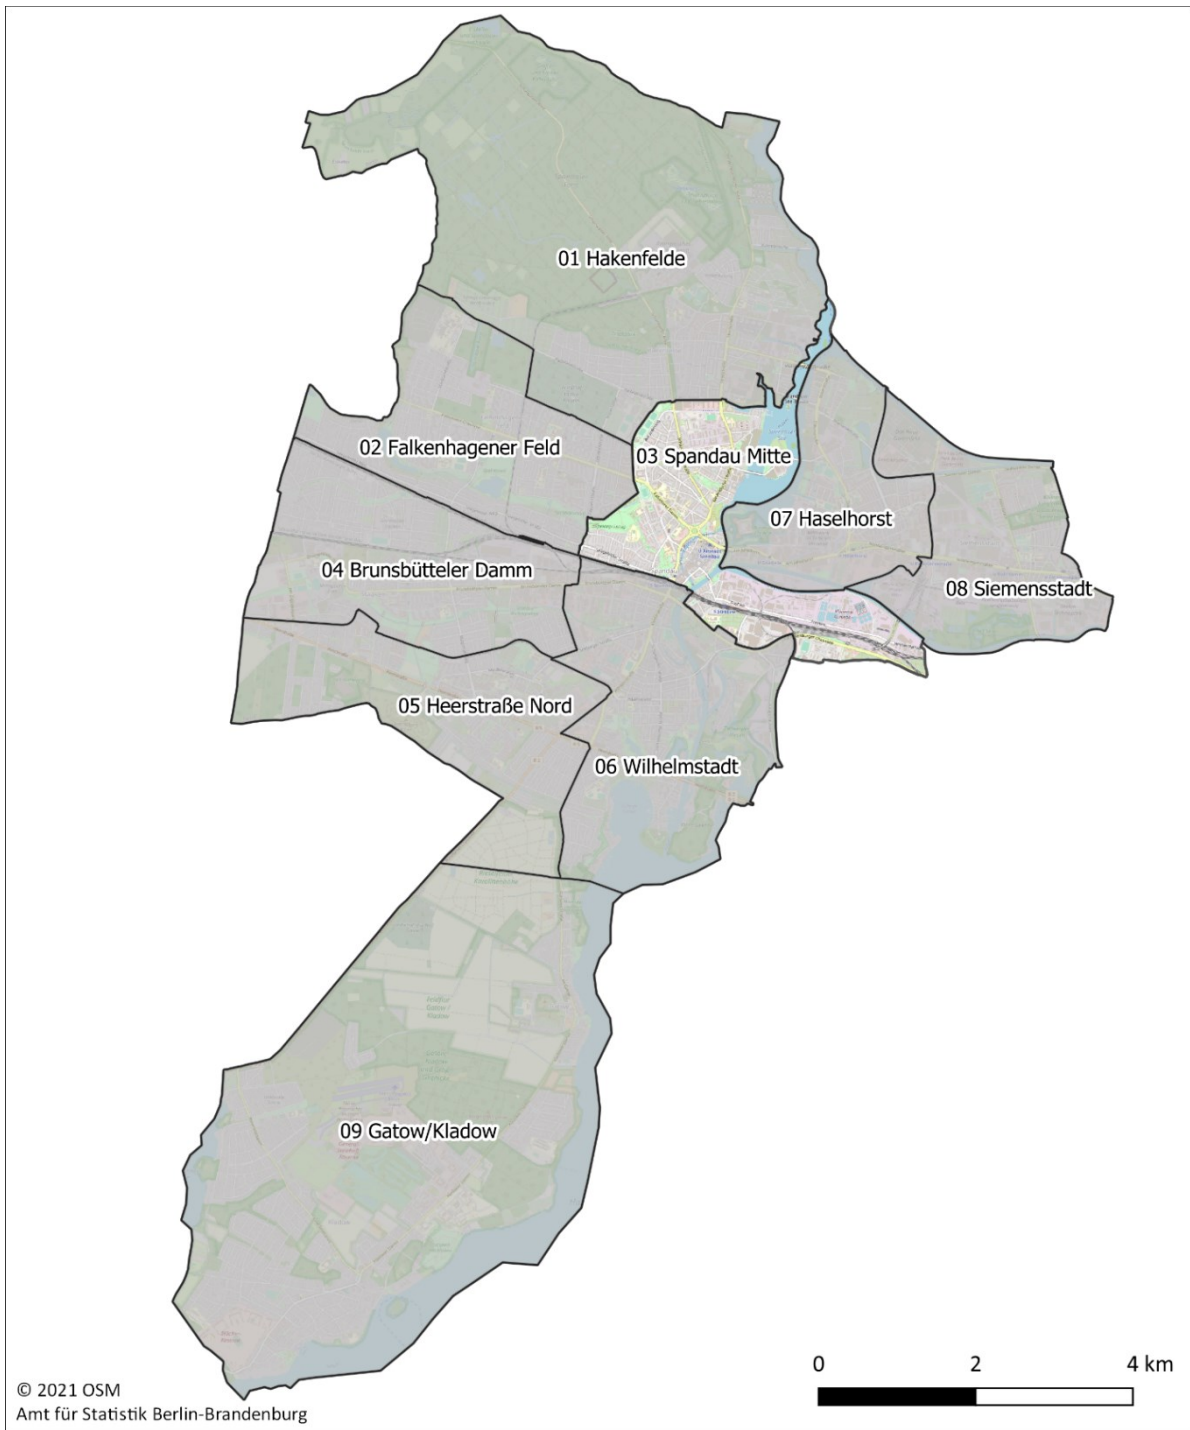 01 Hakenfelde
02 Falkenhagener Feld
03 Spandau Mitte
07 Haselhorst
04 Brunsbütteler Damm
08 Siemensstadt
05 Heerstraße Nord
06 Wilhelmstadt
09 Gatow/Kladow
0 2 4 km
© 2021 OSM
Amt für Statistik Berlin-Brandenburg